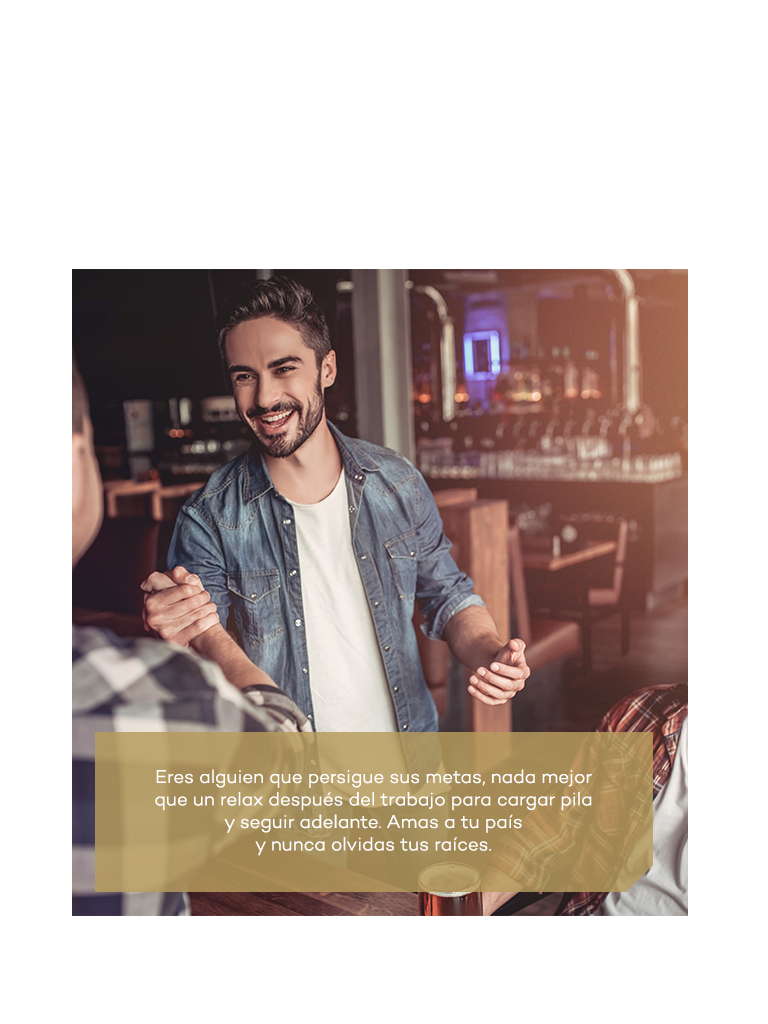 Eres alguien que persigue sus metas, nada mejor
que un relax después del trabajo para cargar pila
y seguir adelante. Amas a tu país
y nunca olvidas tus raíces.